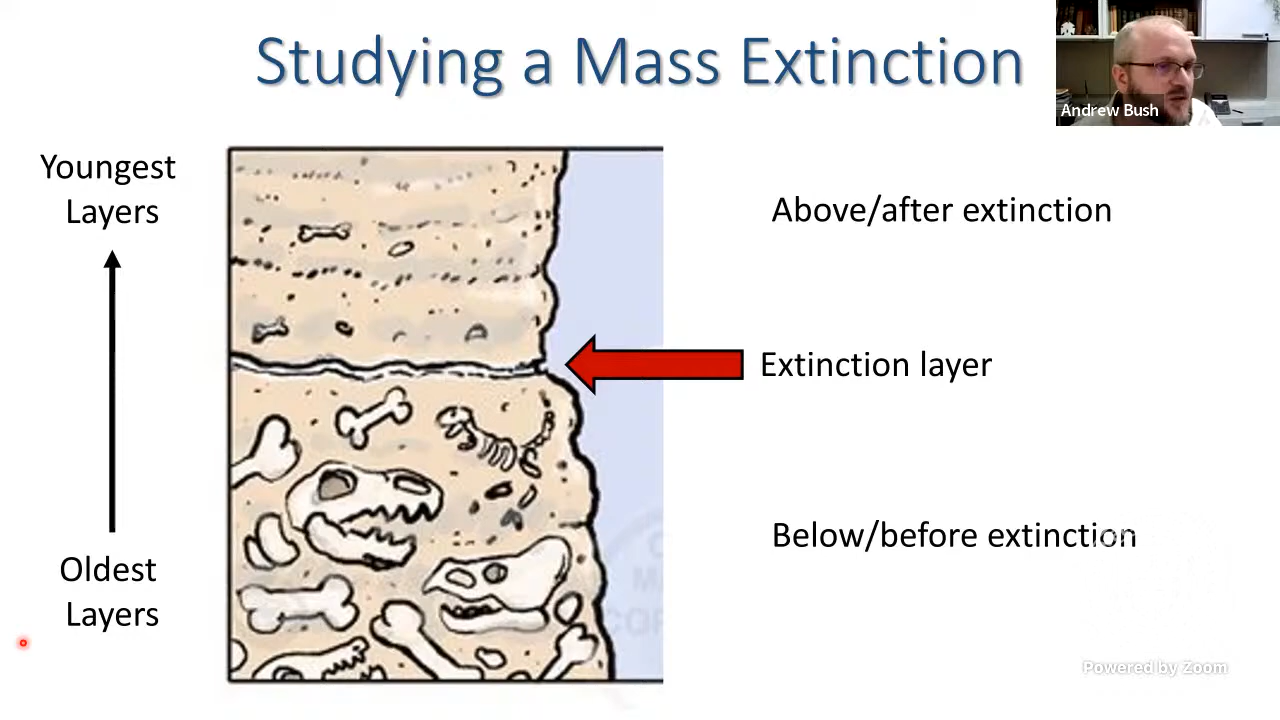 Studying a Mass Extinction
Andrew Bush
Youngest
Layers
Above/after extinction
Extinction layer
Below/before extinction
Oldest
Layers
Powered by Zoom